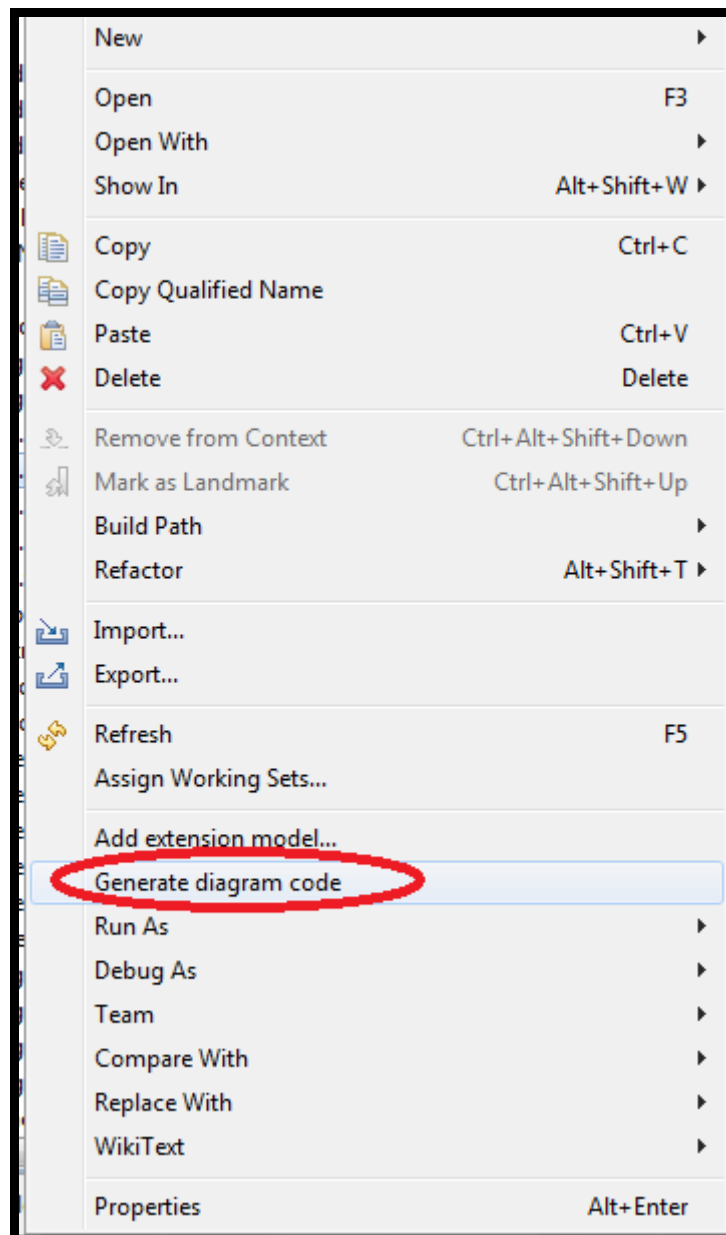 New
Open F3
Open With
Show In Alt+Shift+W
Copy Ctrl+C
Copy Qualified Name
Paste Ctrl+V
Delete Delete
Remove from Context Ctrl+Alt+Shift+Down
Mark as Landmark Ctrl+Alt+Shift+Up
Build Path
Refactor Alt+Shift+T
Import...
Export...
Refresh F5
Assign Working Sets...
Add extension model...
Generate diagram code
Run As
Debug As
Team
Compare With
Replace With
WikiText
Properties Alt+Enter